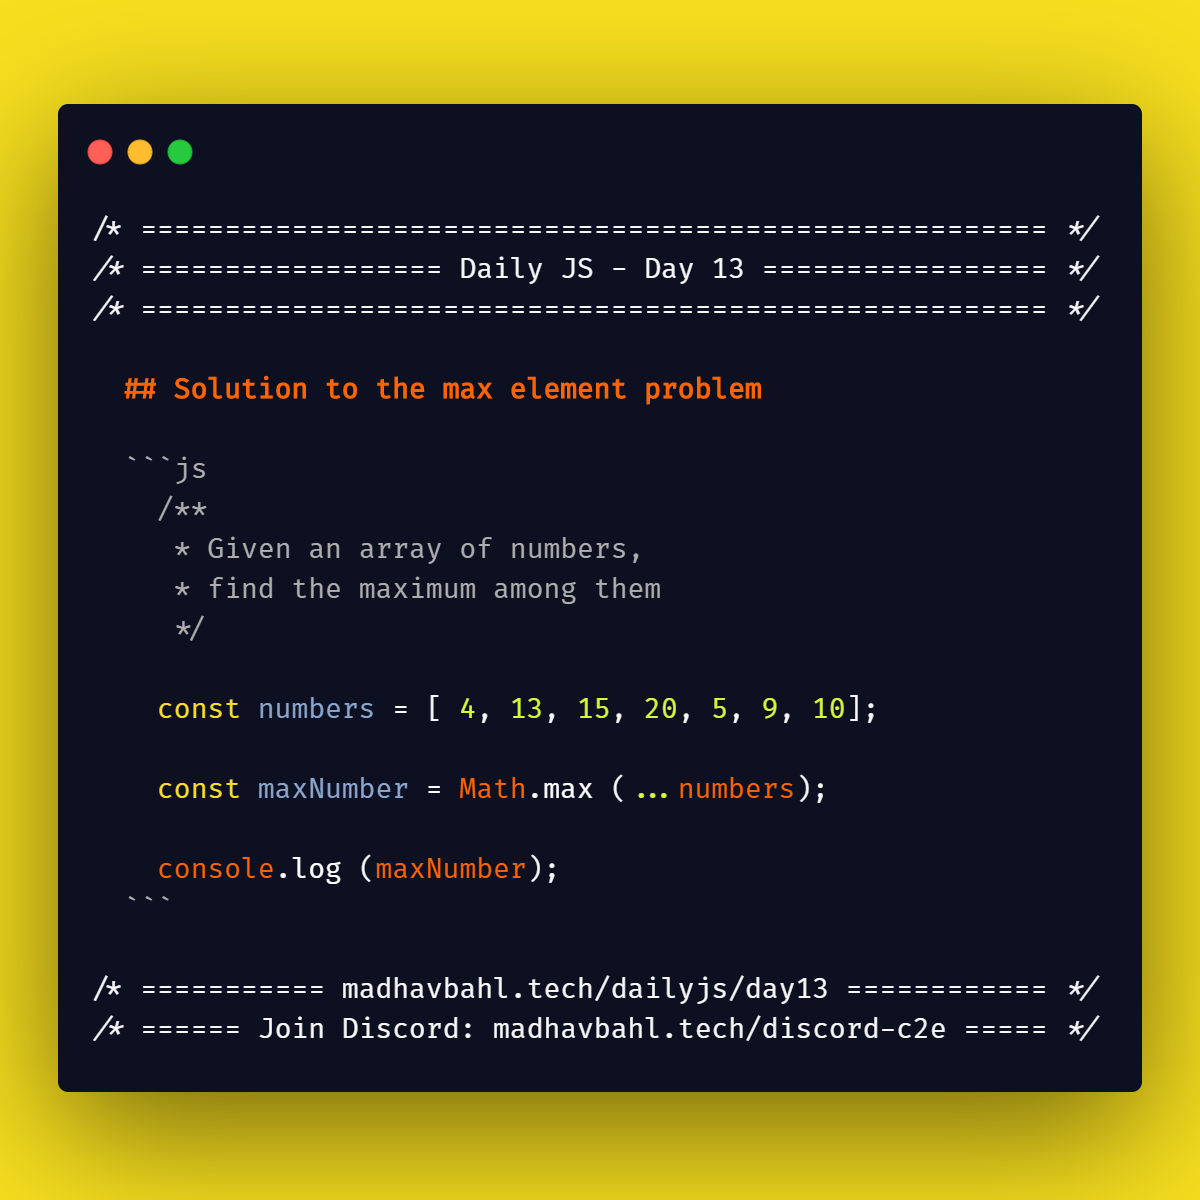 /* ====================================================== */
/* ================== Daily JS - Day 13 ================= */
/* ====================================================== */
## Solution to the max element problem
```js
/**
* Given an array of numbers,
* find the maximum among them
*/
const numbers = [ 4, 13, 15, 20, 5, 9, 10];
const maxNumber = Math.max (...numbers);
console.log (maxNumber);
```
/* =========== madhavbahl.tech/dailyjs/day13 ============ */
/* ====== Join Discord: madhavbahl.tech/discord-c2e ===== */